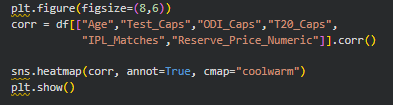 plt.figure(figsize=(8,6))
corr = df[["Age","Test_Caps","ODI_Caps","T20_Caps",
"IPL_Matches","Reserve_Price_Numeric"]].corr()
sns.heatmap(corr, annot=True, cmap="coolwarm")
plt.show()